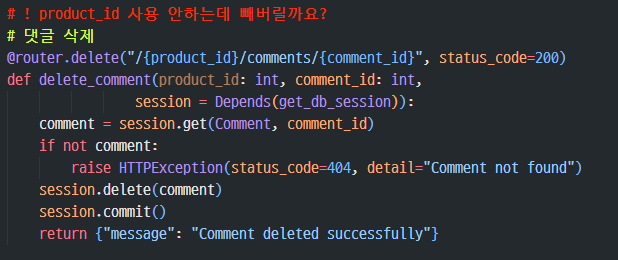 # ! product_id 사용 안하는데 빼버릴까요?
# 댓글 삭제
@router.delete("/{product_id}/comments/{comment_id}", status_code=200)
def delete_comment(product_id: int, comment_id: int,
                session = Depends(get_db_session)):
    comment = session.get(Comment, comment_id)
    if not comment:
        raise HTTPException(status_code=404, detail="Comment not found")
    session.delete(comment)
    session.commit()
    return {"message": "Comment deleted successfully"}